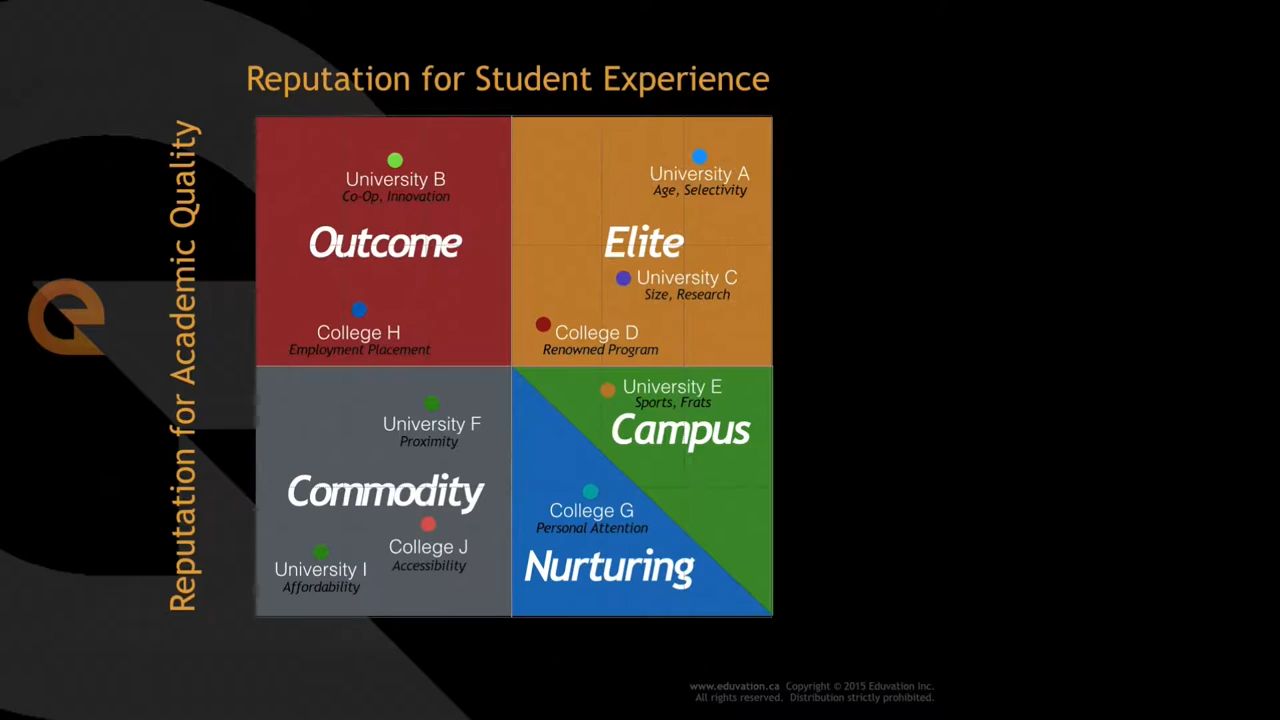 Reputation for Student Experience
Reputation for Academic Quality
University B
Co-Op, Innovation
Outcome
College H
Employment Placement
University A
Age, Selectivity
Elite
University C
Size, Research
College D
Renowned Program
University F
Proximity
Commodity
College J
Accessibility
University I
Affordability
University E
Sports, Frats
Campus
College G
Personal Attention
Nurturing
www.eduvation.ca Copyright © 2015 Eduvation Inc.
All rights reserved. Distribution strictly prohibited.